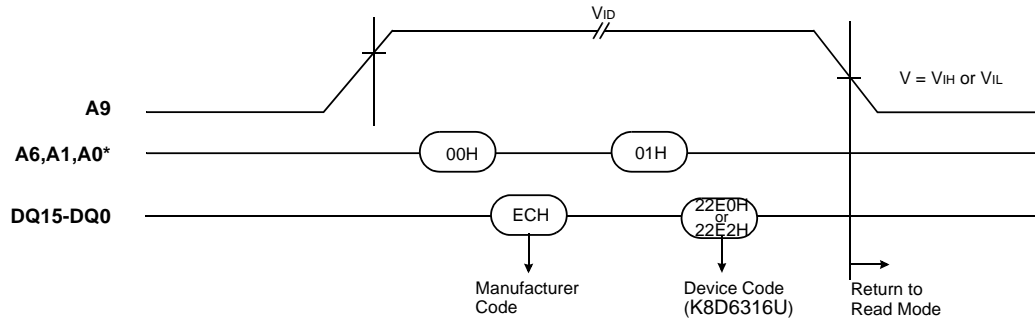 VID
V = VIH or VIL
A9
A6,A1,A0*
00H
01H
DQ15-DQ0
ECH
22E0H
or
22E2H
Manufacturer
Code
Device Code
(K8D6316U)
Return to
Read Mode